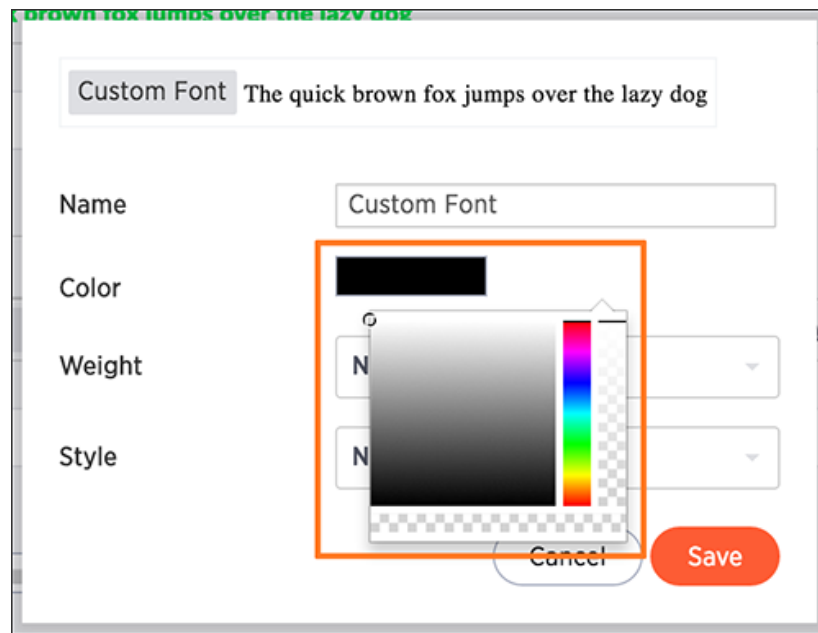 brown fox jumps over the lazy dog
Custom Font The quick brown fox jumps over the lazy dog
Name Custom Font
Color
Weight N
Style N
Cancel Save